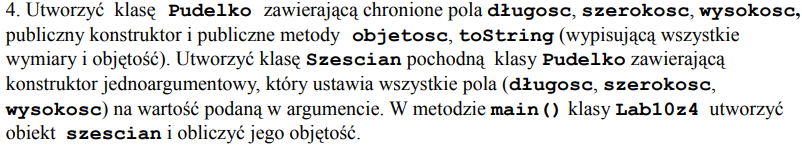 4. Utworzyć klasę Pudelko zawierającą chronione pola długosc, szerokosc, wysokosc,
publiczny konstruktor i publiczne metody objetosc, toString (wypisującą wszystkie
wymiary i objętość). Utworzyć klasę Szescian pochodną klasy Pudelko zawierającą
konstruktor jednoargumentowy, który ustawia wszystkie pola (długosc, szerokosc,
wysokosc) na wartość podaną w argumencie. W metodzie main() klasy Lab10z4 utworzyć
obiekt szescian i obliczyć jego objętość.